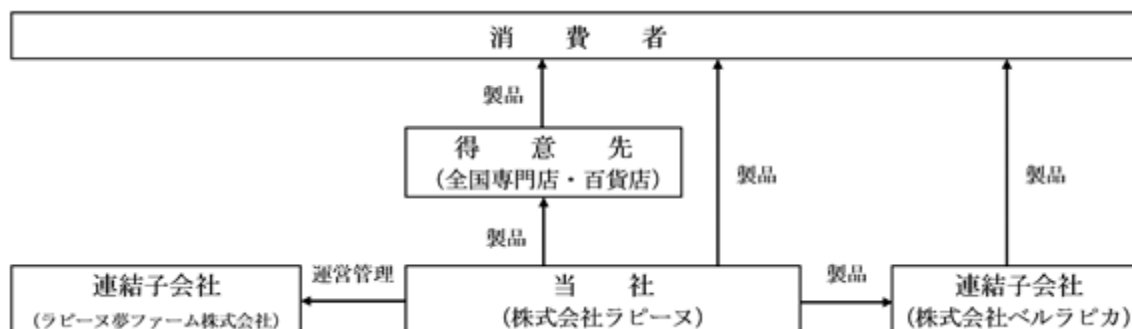 消費者
製品
得意先
(全国専門店・百貨店)
製品
製品
製品
連結子会社
(ラピーヌ夢ファーム株式会社)
運営管理
当社
(株式会社ラピーヌ)
製品
連結子会社
(株式会社ベルラピカ)